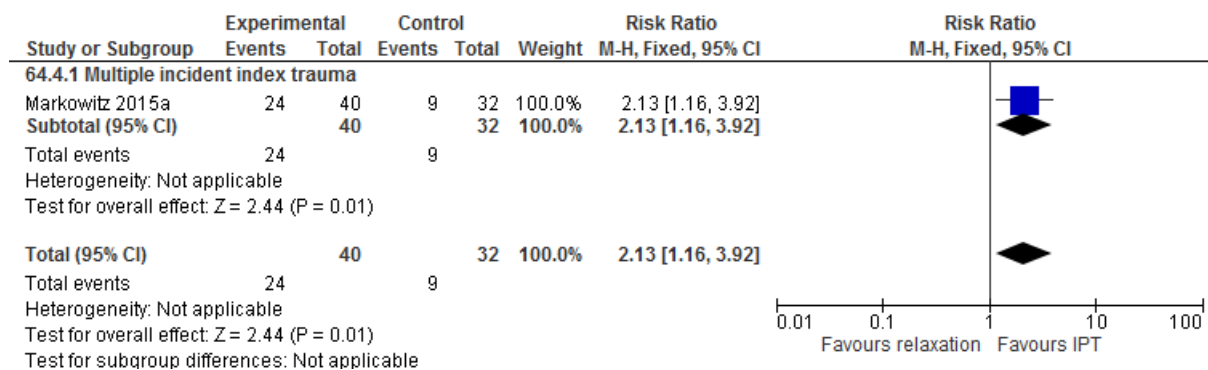 Experimental Control Risk Ratio Risk Ratio
Study or Subgroup Events Total Events Total Weight M-H, Fixed, 95% CI M-H, Fixed, 95% CI
64.4.1 Multiple incident index trauma
Markowitz 2015a 24 40 9 32 100.0% 2.13 [1.16, 3.92]
Subtotal (95% CI) 40 32 100.0% 2.13 [1.16, 3.92]
Total events 24 9
Heterogeneity: Not applicable
Test for overall effect: Z = 2.44 (P = 0.01)
Total (95% CI) 40 32 100.0% 2.13 [1.16, 3.92]
Total events 24 9
Heterogeneity: Not applicable
Test for overall effect: Z = 2.44 (P = 0.01)
Test for subgroup differences: Not applicable
0.01 0.1 1 10 100
Favours relaxation Favours IPT